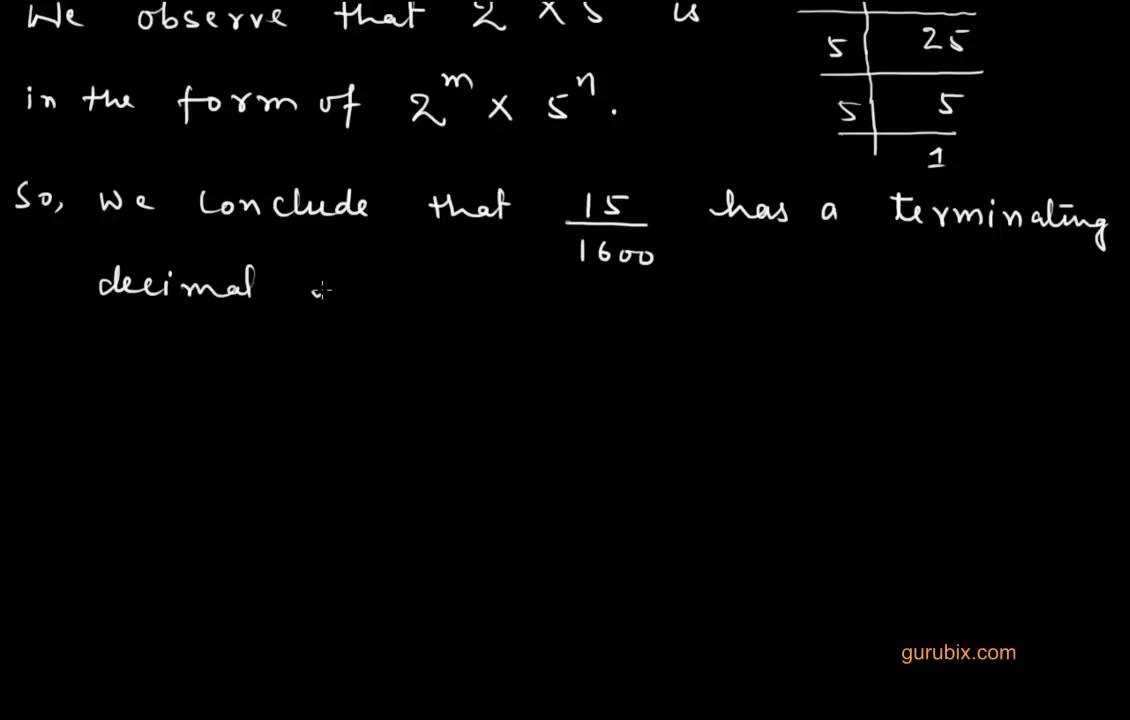 We observe that 2 × 5 is
5 | 25
in the form of 2^m × 5^n.
5 | 5
1
So, we conclude that 15/1600 has a terminating
decimal
gurubix.com